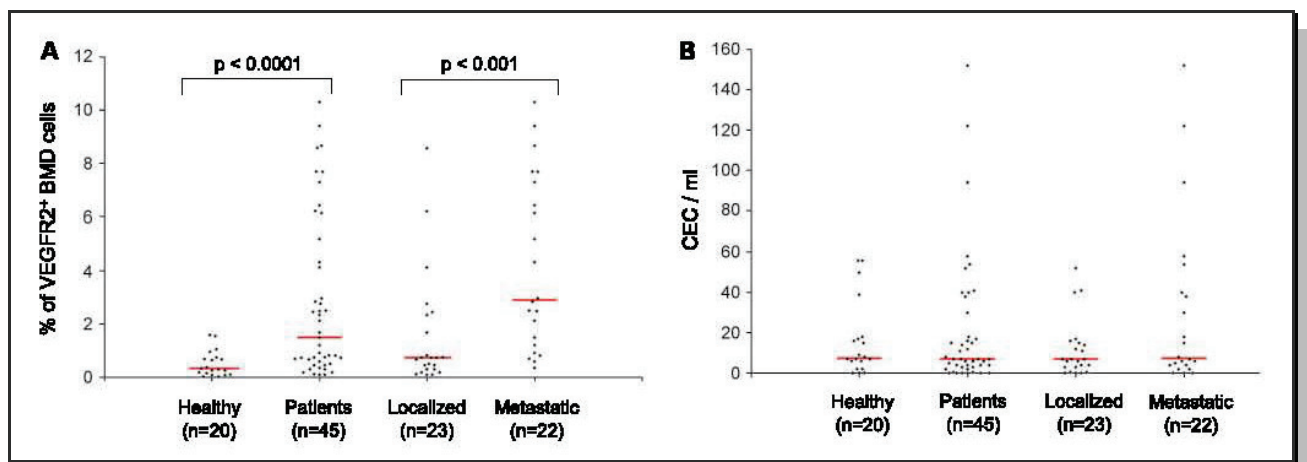 A
% of VEGFR2⁺ BMD cells
12
10
8
6
4
2
0
p < 0.0001
p < 0.001
Healthy
(n=20)
Patients
(n=45)
Localized
(n=23)
Metastatic
(n=22)
B
CEC / ml
160
140
120
100
80
60
40
20
0
Healthy
(n=20)
Patients
(n=45)
Localized
(n=23)
Metastatic
(n=22)